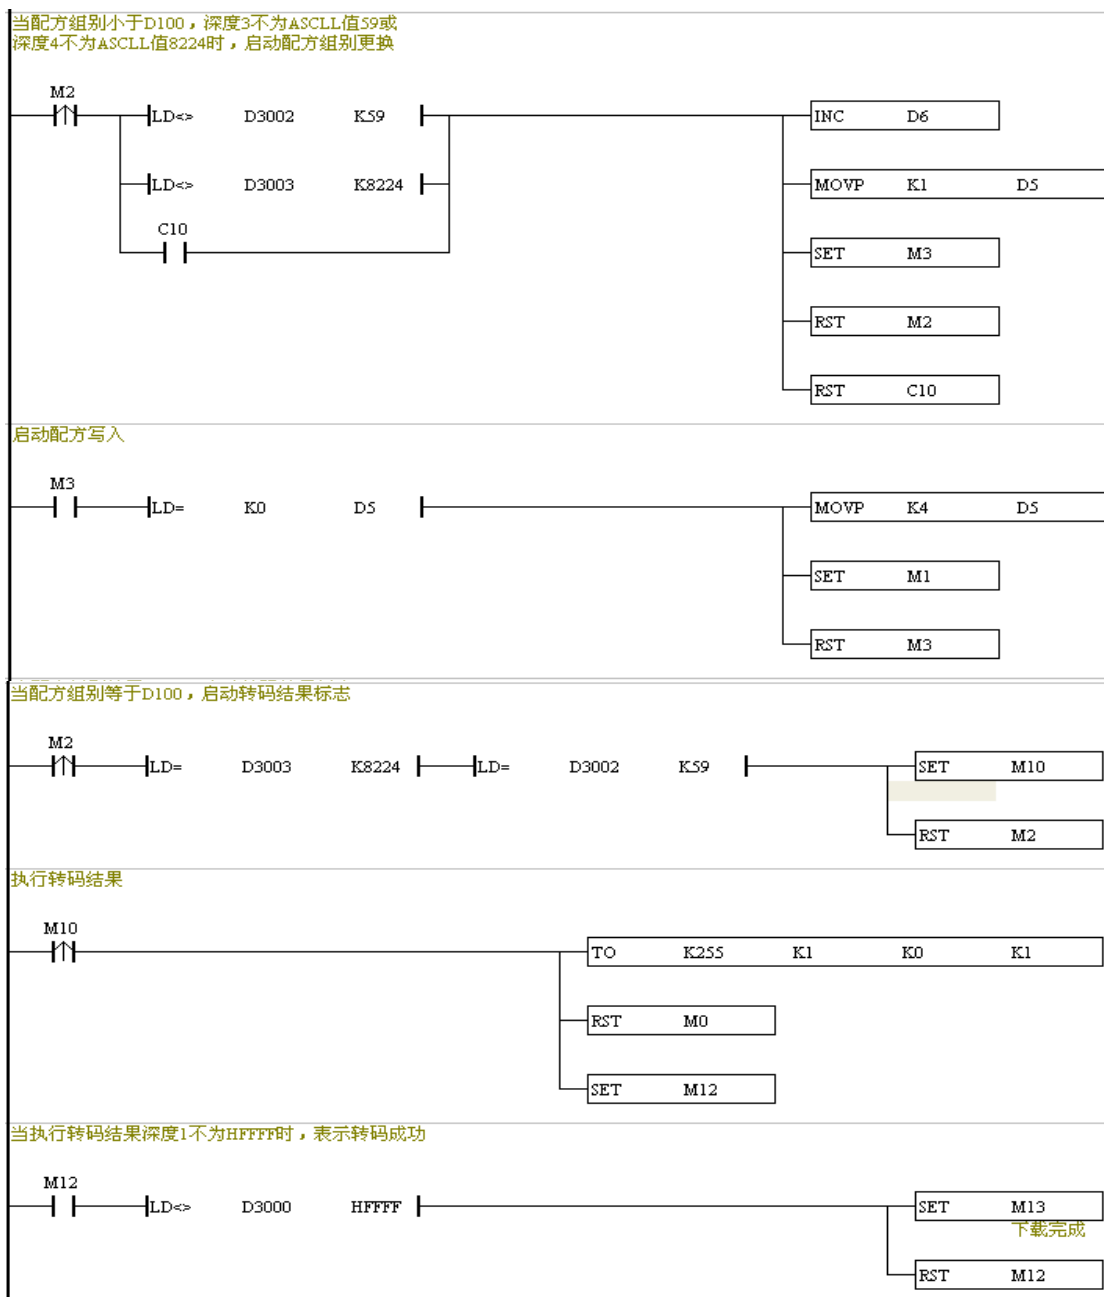 当配方组别小于D100，深度3不为ASCLL值59或
深度4不为ASCLL值8224时，启动配方组别更换
M2
LD<> D3002 K59 INC D6
LD<> D3003 K8224 MOVP K1 D5
C10
SET M3
RST M2
RST C10
启动配方写入
M3
LD= K0 D5 MOVP K4 D5
SET M1
RST M3
当配方组别等于D100，启动转码结果标志
M2
LD= D3003 K8224 LD= D3002 K59 SET M10
RST M2
执行转码结果
M10
TO K255 K1 K0 K1
RST M0
SET M12
当执行转码结果深度1不为HFFFF时，表示转码成功
M12
LD<> D3000 HFFFF SET M13
下载完成
RST M12